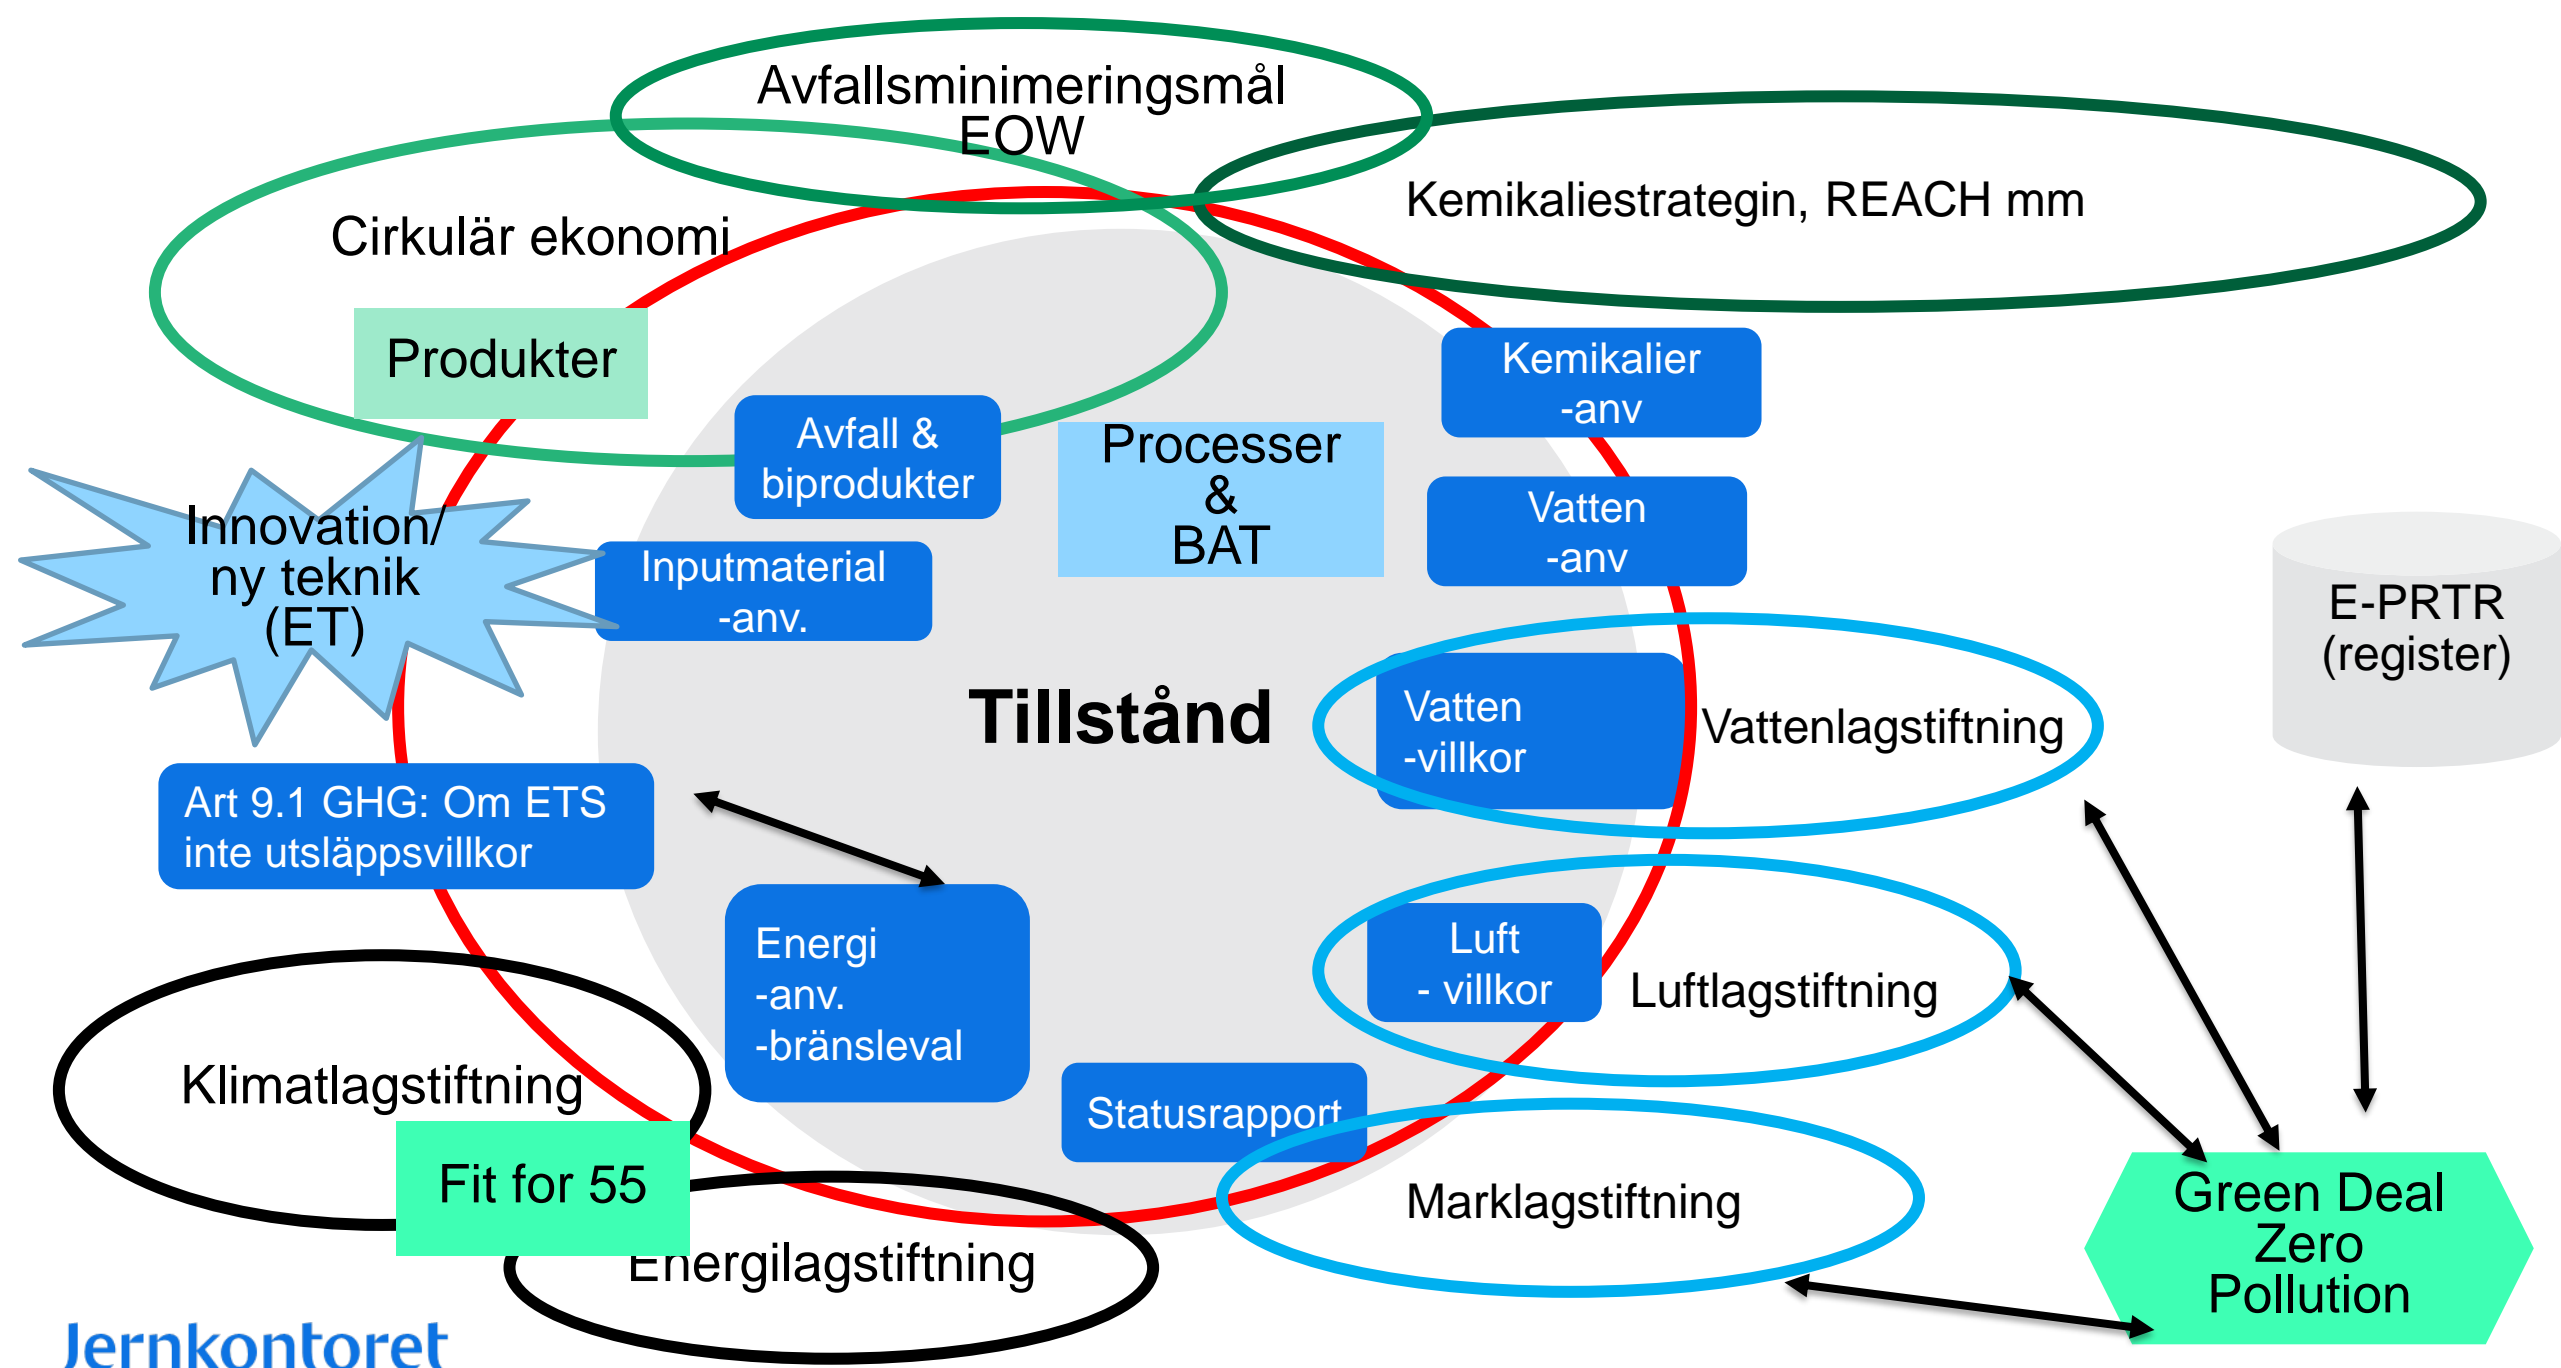 Avfallsminimeringsmål
EOW
Kemikaliestrategin, REACH mm
Cirkulär ekonomi
Produkter
Kemikalier
-anv
Avfall &
biprodukter
Processer
&
BAT
Vatten
-anv
Innovation/
ny teknik
(ET)
Inputmaterial
-anv.
E-PRTR
(register)
Tillstånd
Vatten
-villkor
Vattenlagstiftning
Art 9.1 GHG: Om ETS
inte utsläppsvillkor
Energi
-anv.
-bränsleval
Luft
- villkor
Luftlagstiftning
Klimatlagstiftning
Statusrapport
Fit for 55
Marklagstiftning
Green Deal
Zero
Pollution
Energilagstiftning
Jernkontoret